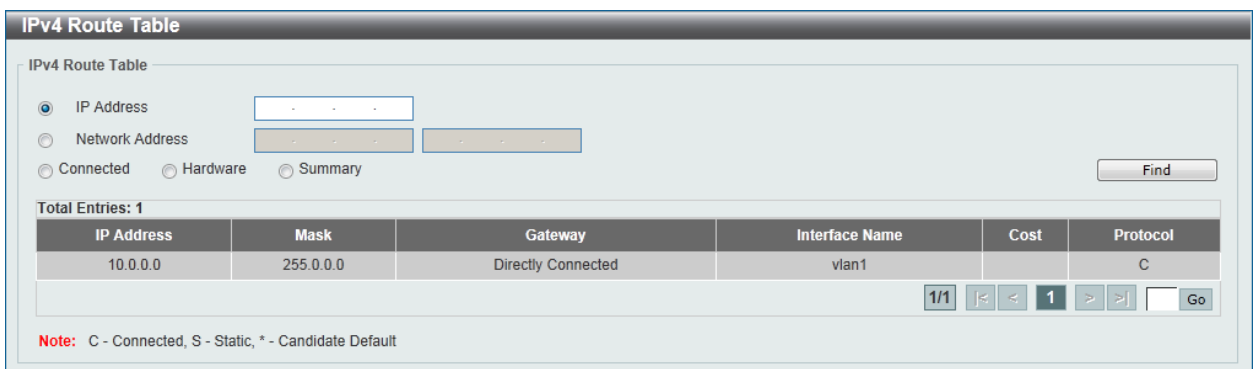 IPv4 Route Table
IPv4 Route Table
IP Address
Network Address
Connected Hardware Summary
Find
Total Entries: 1
IP Address Mask Gateway Interface Name Cost Protocol
10.0.0.0 255.0.0.0 Directly Connected vlan1 C
1/1 |< < 1 > >| Go
Note: C - Connected, S - Static, * - Candidate Default